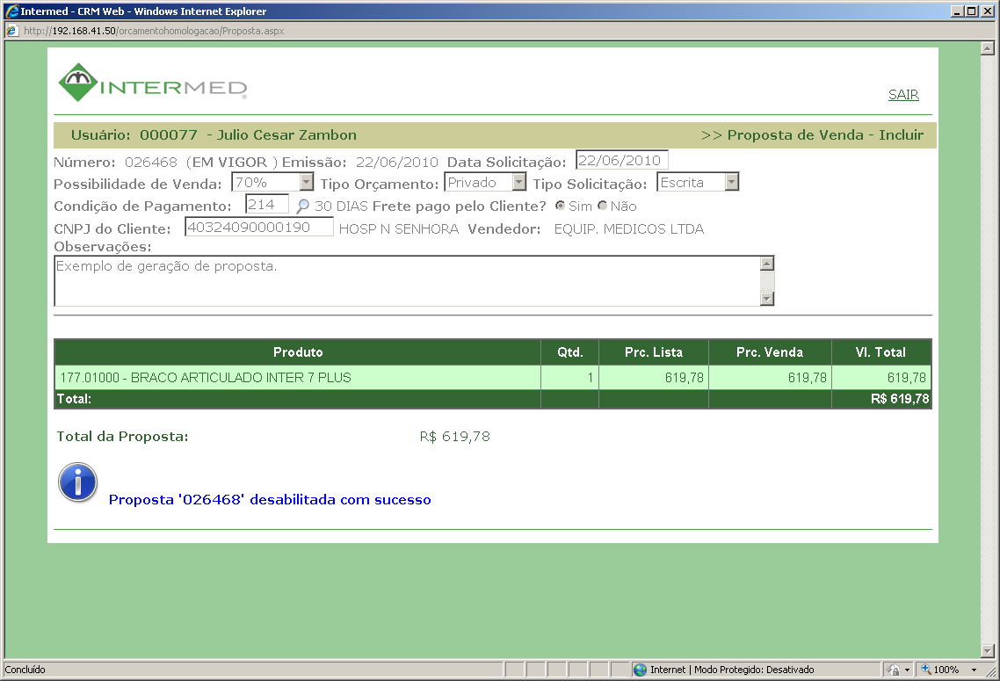 Intermed - CRM Web - Windows Internet Explorer
http://192.168.41.50/orcamentohomologacao/Proposta.aspx
INTERMED®
SAIR
Usuário: 000077 - Julio Cesar Zambon >> Proposta de Venda - Incluir
Número: 026468 (EM VIGOR ) Emissão: 22/06/2010 Data Solicitação: 22/06/2010
Possibilidade de Venda: 70% Tipo Orçamento: Privado Tipo Solicitação: Escrita
Condição de Pagamento: 214 30 DIAS Frete pago pelo Cliente? Sim Não
CNPJ do Cliente: 40324090000190 HOSP N SENHORA Vendedor: EQUIP. MEDICOS LTDA
Observações:
Exemplo de geração de proposta.
Produto Qtd. Prc. Lista Prc. Venda Vl. Total
177.01000 - BRACO ARTICULADO INTER 7 PLUS 1 619,78 619,78 619,78
Total: R$ 619,78
Total da Proposta: R$ 619,78
Proposta '026468' desabilitada com sucesso
Concluído Internet | Modo Protegido: Desativado 100%